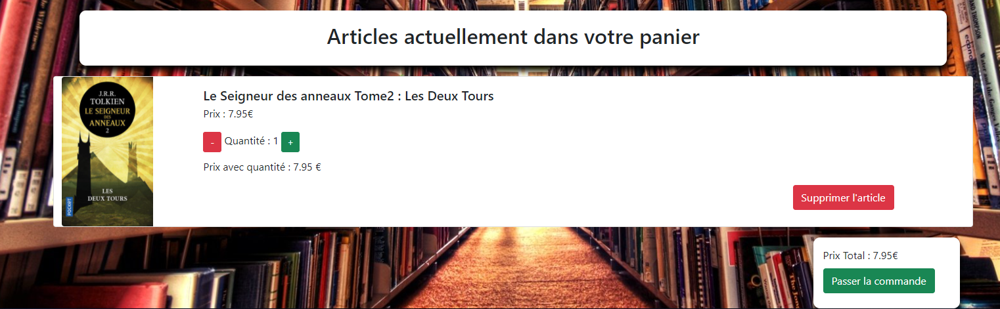 Articles actuellement dans votre panier
J.R.R.
TOLKIEN
LE SEIGNEUR
DES
ANNEAUX
2
LES
DEUX TOURS
POCKET
Le Seigneur des anneaux Tome2 : Les Deux Tours
Prix : 7.95€
- Quantité : 1 +
Prix avec quantité : 7.95 €
Supprimer l'article
Prix Total : 7.95€
Passer la commande